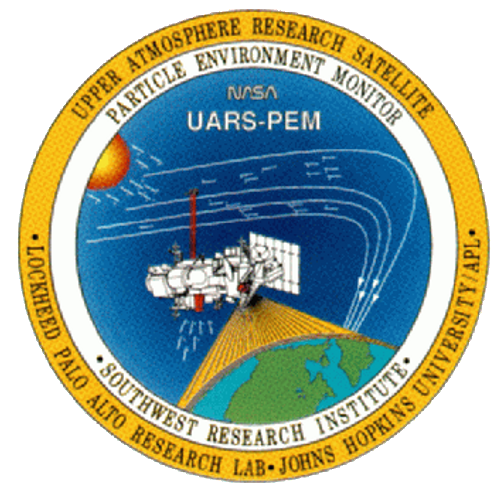 UPPER ATMOSPHERE RESEARCH SATELLITE
PARTICLE ENVIRONMENT MONITOR
NASA
UARS-PEM
•SOUTHWEST RESEARCH INSTITUTE•
•LOCKHEED PALO ALTO RESEARCH LAB•JOHNS HOPKINS UNIVERSITY/APL•